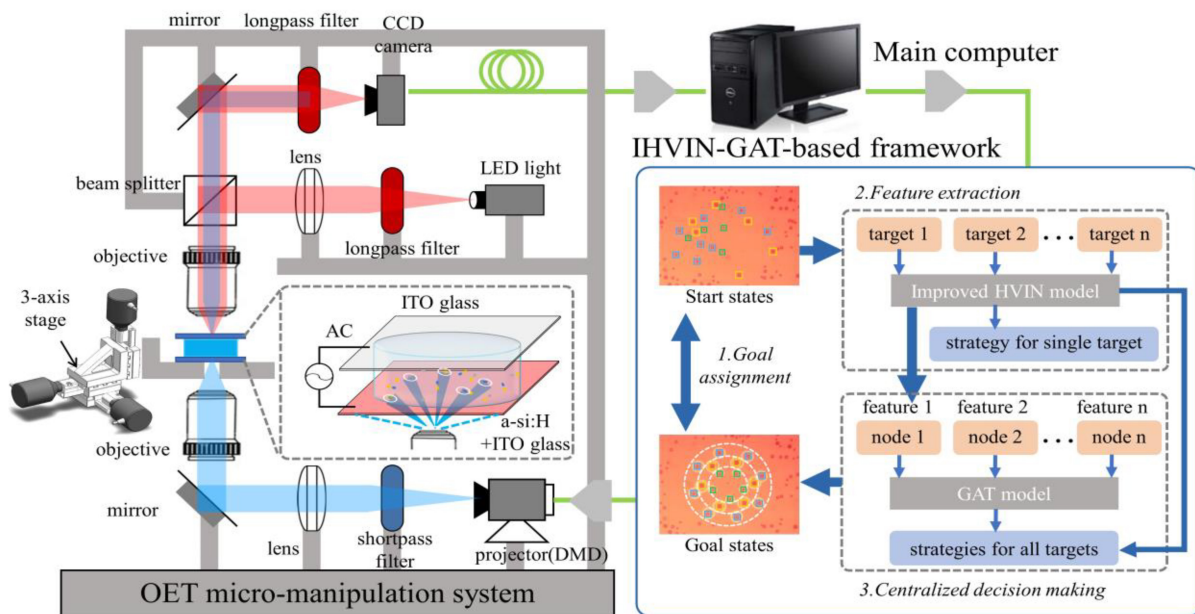 mirror
longpass filter
CCD
camera
Main computer
lens
LED light
beam splitter
longpass filter
objective
3-axis
stage
ITO glass
AC
a-si:H
+ITO glass
objective
mirror
lens
shortpass
filter
projector(DMD)
OET micro-manipulation system
IHVIN-GAT-based framework
Start states
1.Goal
assignment
Goal states
2.Feature extraction
target 1
target 2
...
target n
Improved HVIN model
strategy for single target
feature 1
feature 2
feature n
node 1
node 2
...
node n
GAT model
strategies for all targets
3.Centralized decision making